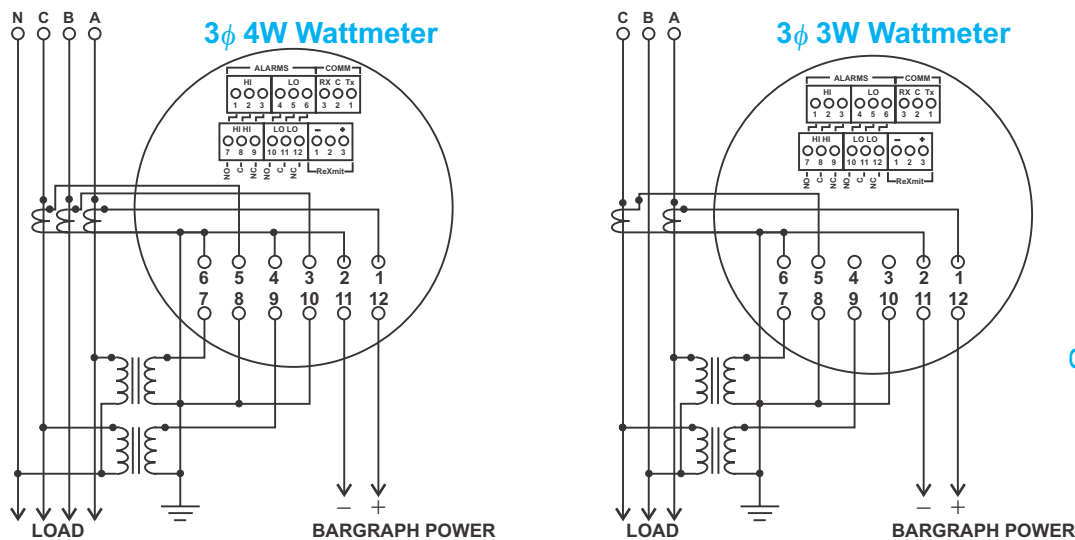 N C B A
3ϕ 4W Wattmeter
ALARMS COMM
HI LO RX C Tx
1 2 3 4 5 6 3 2 1
HI HI LO LO − +
7 8 9 10 11 12 1 2 3
NO C NC NO C NC ReXmit
6 5 4 3 2 1
7 8 9 10 11 12
− +
LOAD BARGRAPH POWER
C B A
3ϕ 3W Wattmeter
ALARMS COMM
HI LO RX C Tx
1 2 3 4 5 6 3 2 1
HI HI LO LO − +
7 8 9 10 11 12 1 2 3
NO C NC NO C NC ReXmit
6 5 4 3 2 1
7 8 9 10 11 12
− +
LOAD BARGRAPH POWER